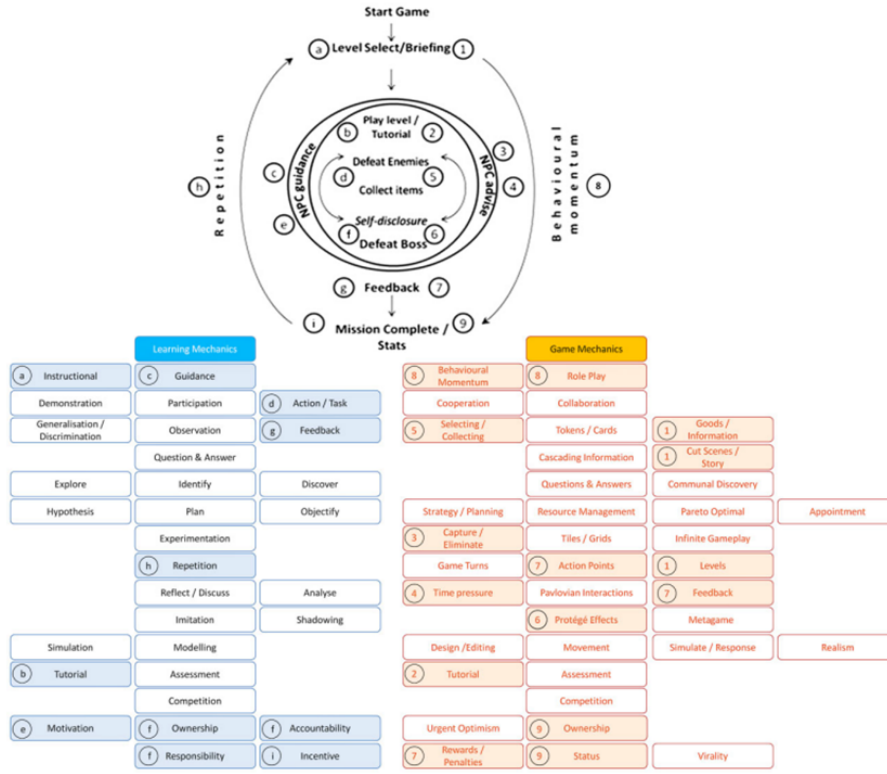 Start Game
a Level Select/Briefing 1
Play level /
b Tutorial 2
Defeat Enemies
d 5
Collect items
Self-disclosure
f 6
Defeat Boss
NPC guidance
NPC advise
c
e
3
4
Repetition
h
Behavioural
momentum
8
g Feedback 7
i Mission Complete / 9
Stats
Learning Mechanics
a Instructional
c Guidance
Demonstration
Participation
d Action / Task
Generalisation /
Discrimination
Observation
g Feedback
Question & Answer
Explore
Identify
Discover
Hypothesis
Plan
Objectify
Experimentation
h Repetition
Reflect / Discuss
Analyse
Imitation
Shadowing
Simulation
Modelling
b Tutorial
Assessment
Competition
e Motivation
f Ownership
f Accountability
f Responsibility
i Incentive
Game Mechanics
8 Behavioural
Momentum
8 Role Play
Cooperation
Collaboration
5 Selecting /
Collecting
Tokens / Cards
1 Goods /
Information
Cascading Information
1 Cut Scenes /
Story
Questions & Answers
Communal Discovery
Strategy / Planning
Resource Management
Pareto Optimal
Appointment
3 Capture /
Eliminate
Tiles / Grids
Infinite Gameplay
Game Turns
7 Action Points
1 Levels
4 Time pressure
Pavlovian Interactions
7 Feedback
6 Protégé Effects
Metagame
Design /Editing
Movement
Simulate / Response
Realism
2 Tutorial
Assessment
Competition
Urgent Optimism
9 Ownership
7 Rewards /
Penalties
9 Status
Virality